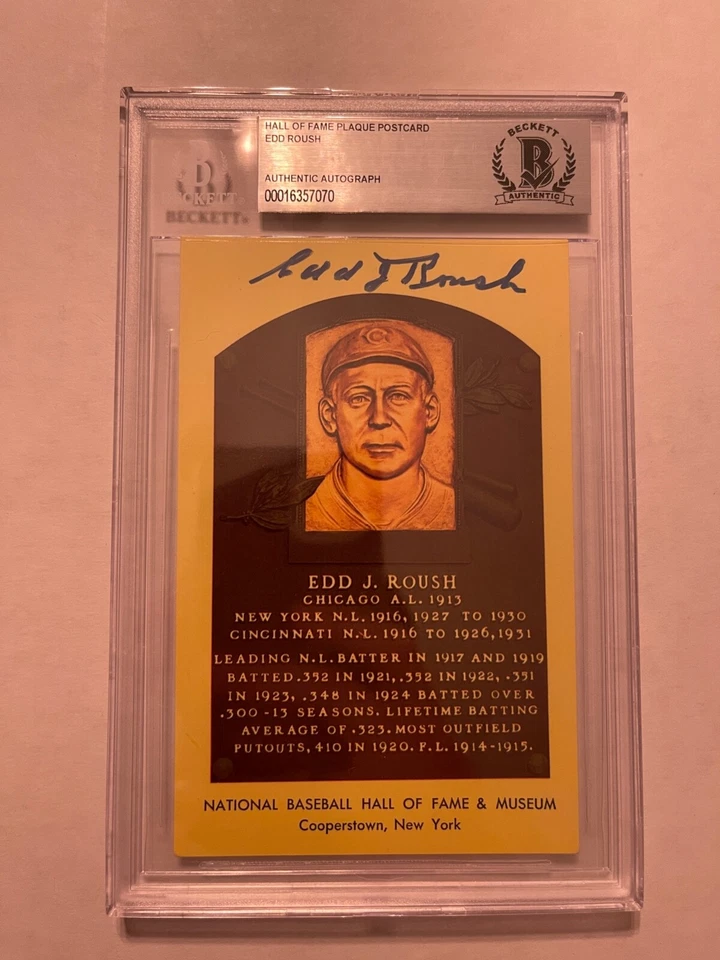 HALL OF FAME PLAQUE POSTCARD
EDD ROUSH
AUTHENTIC AUTOGRAPH
00016357070
BECKETT
B
AUTHENTIC
BECKETT
Edd J Roush
C
EDD J. ROUSH
CHICAGO A.L. 1913
NEW YORK N.L. 1916, 1927 TO 1930
CINCINNATI N.L. 1916 TO 1926, 1931
LEADING N.L. BATTER IN 1917 AND 1919
BATTED .352 IN 1921, .352 IN 1922, .351
IN 1923, .348 IN 1924 BATTED OVER
.300-13 SEASONS. LIFETIME BATTING
AVERAGE OF .323. MOST OUTFIELD
PUTOUTS, 410 IN 1920. F.L. 1914-1915.
NATIONAL BASEBALL HALL OF FAME & MUSEUM
Cooperstown, New York